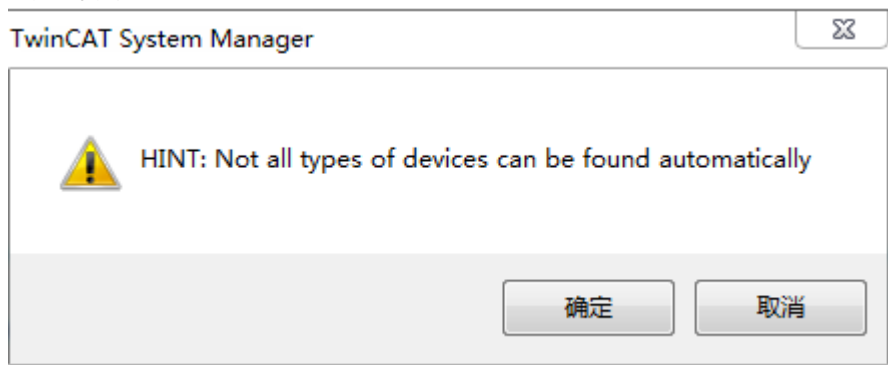 TwinCAT System Manager
HINT: Not all types of devices can be found automatically
确定
取消